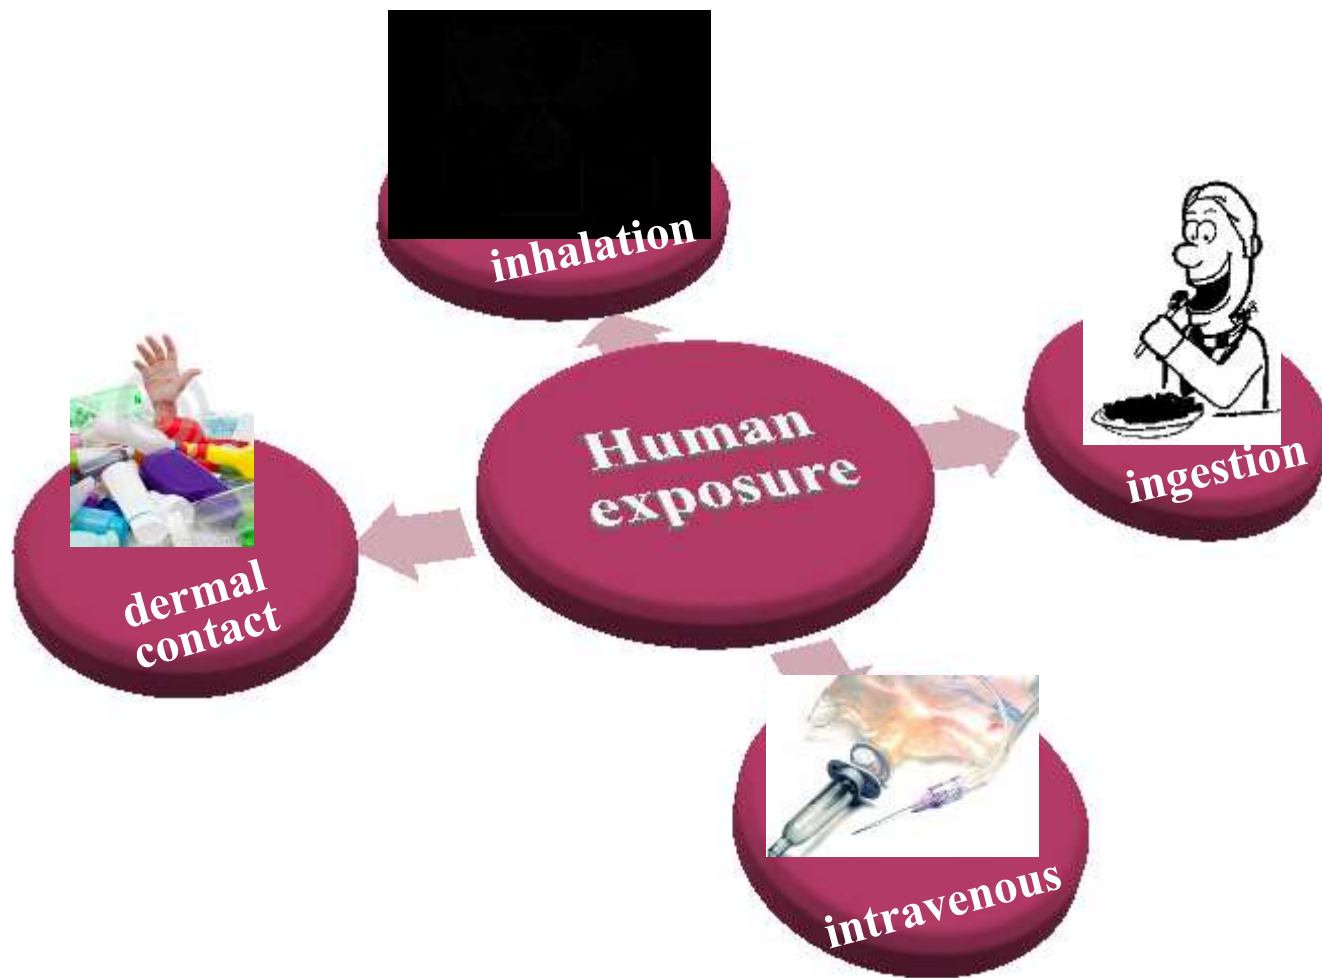 inhalation
Human
exposure
ingestion
dermal
contact
intravenous